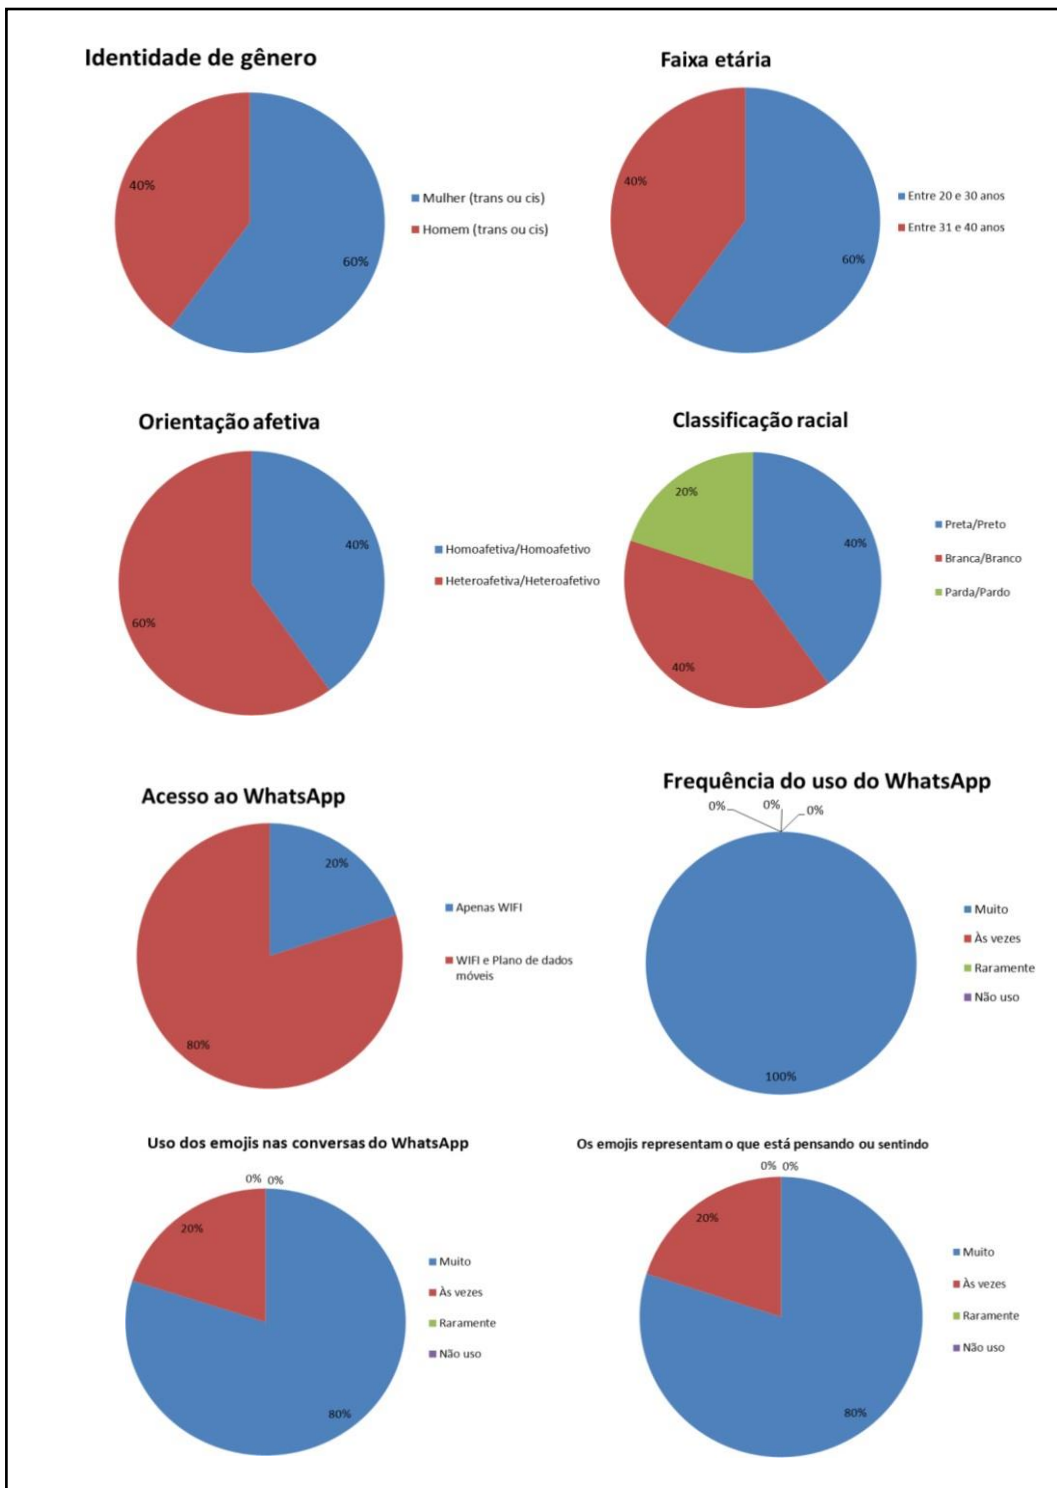 Identidade de gênero
40%
60%
Mulher (trans ou cis)
Homem (trans ou cis)
Faixa etária
40%
60%
Entre 20 e 30 anos
Entre 31 e 40 anos
Orientação afetiva
40%
60%
Homoafetiva/Homoafetivo
Heteroafetiva/Heteroafetivo
Classificação racial
20%
40%
40%
Preta/Preto
Branca/Branco
Parda/Pardo
Acesso ao WhatsApp
20%
80%
Apenas WIFI
WIFI e Plano de dados
móveis
Frequência do uso do WhatsApp
0%
0%
0%
100%
Muito
Às vezes
Raramente
Não uso
Uso dos emojis nas conversas do WhatsApp
0% 0%
20%
80%
Muito
Às vezes
Raramente
Não uso
Os emojis representam o que está pensando ou sentindo
0% 0%
20%
80%
Muito
Às vezes
Raramente
Não uso